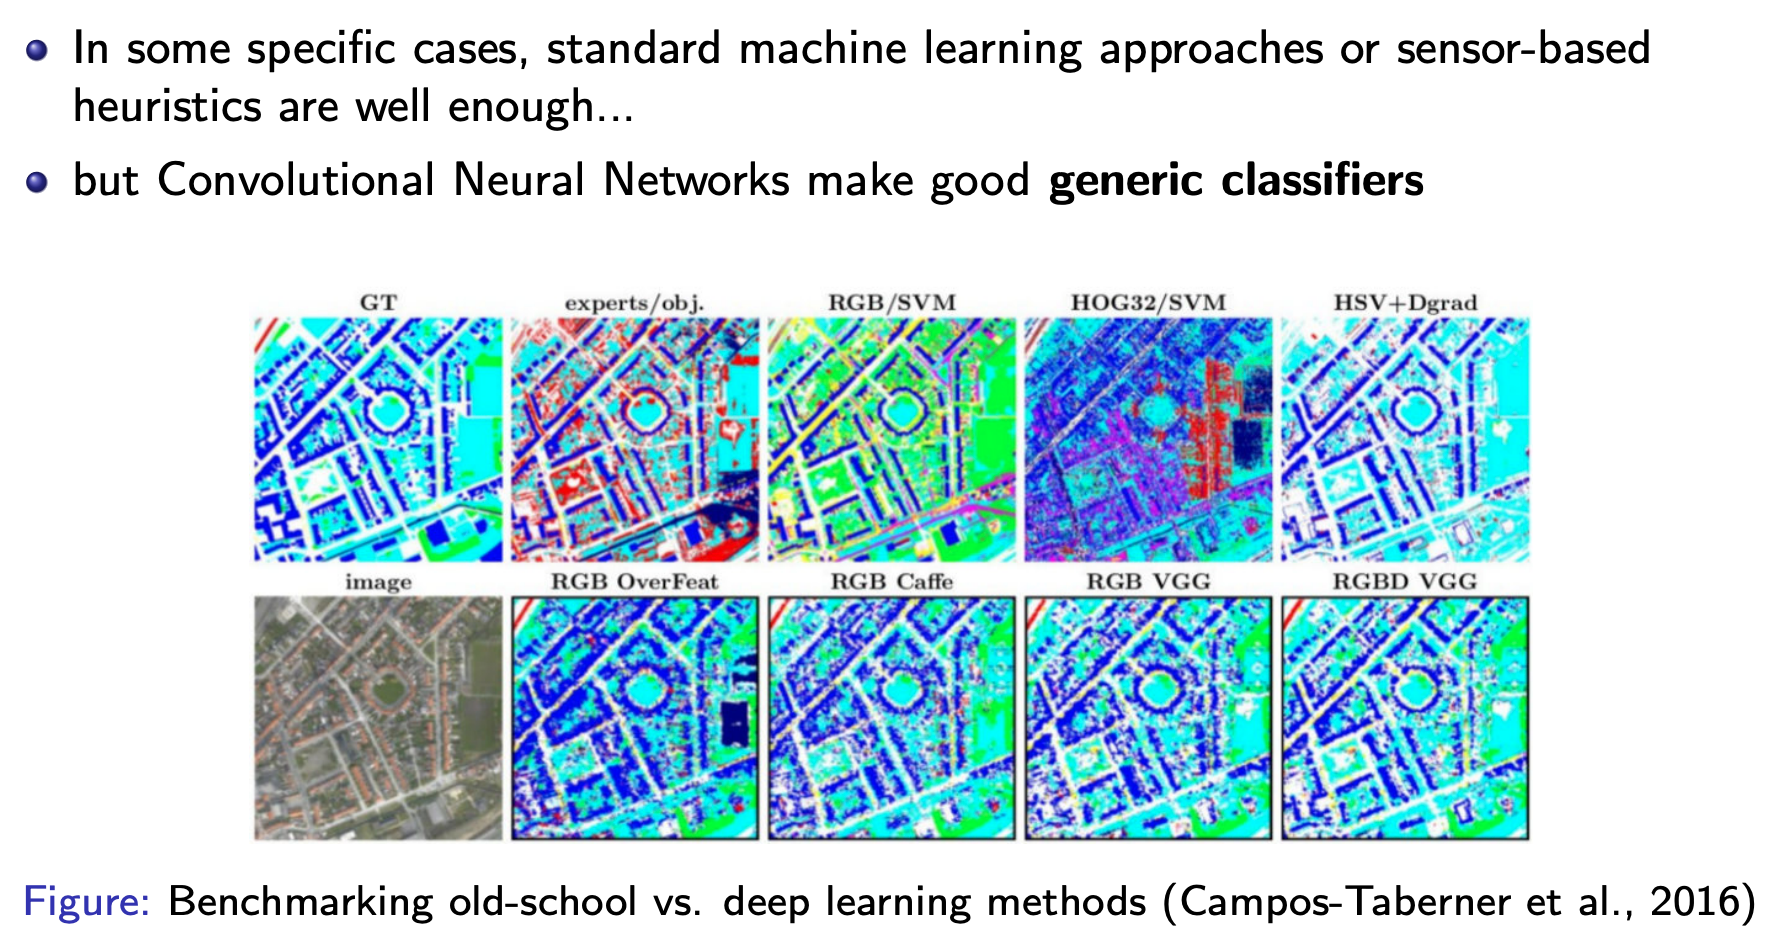 In some specific cases, standard machine learning approaches or sensor-based
heuristics are well enough...
but Convolutional Neural Networks make good generic classifiers
GT experts/obj. RGB/SVM HOG32/SVM HSV+Dgrad
image RGB OverFeat RGB Caffe RGB VGG RGBD VGG
Figure: Benchmarking old-school vs. deep learning methods (Campos-Taberner et al., 2016)